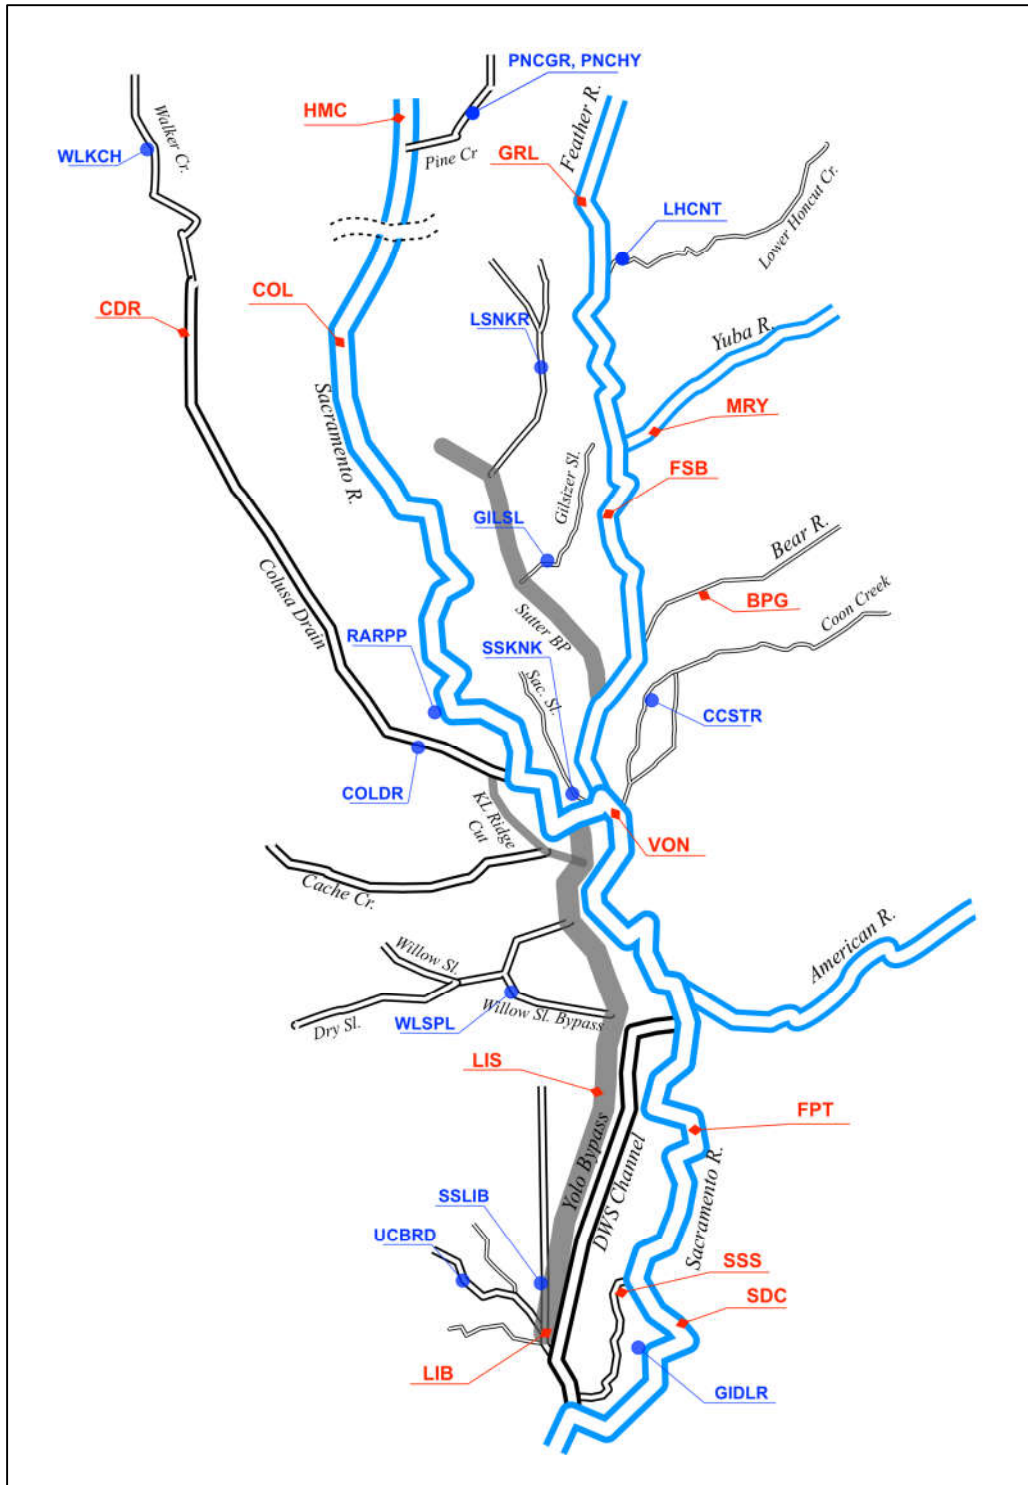 PNCGR, PNCHY
HMC
Walker Cr.
WLKCH
Pine Cr
GRL
Feather R.
LHCNT
Lower Honcut Cr.
CDR
COL
LSNKR
Yuba R.
Sacramento R.
MRY
FSB
Gilsizer Sl.
GILSL
Bear R.
BPG
Coon Creek
Colusa Drain
Sutter BP
RARPP
SSKNK
Sac. Sl.
CCSTR
COLDR
KL Ridge
Cut
VON
Cache Cr.
American R.
Willow Sl.
Dry Sl.
WLSPL
Willow Sl. Bypass
LIS
FPT
Yolo Bypass
DWS Channel
Sacramento R.
SSLIB
UCBRD
SSS
SDC
LIB
GIDLR